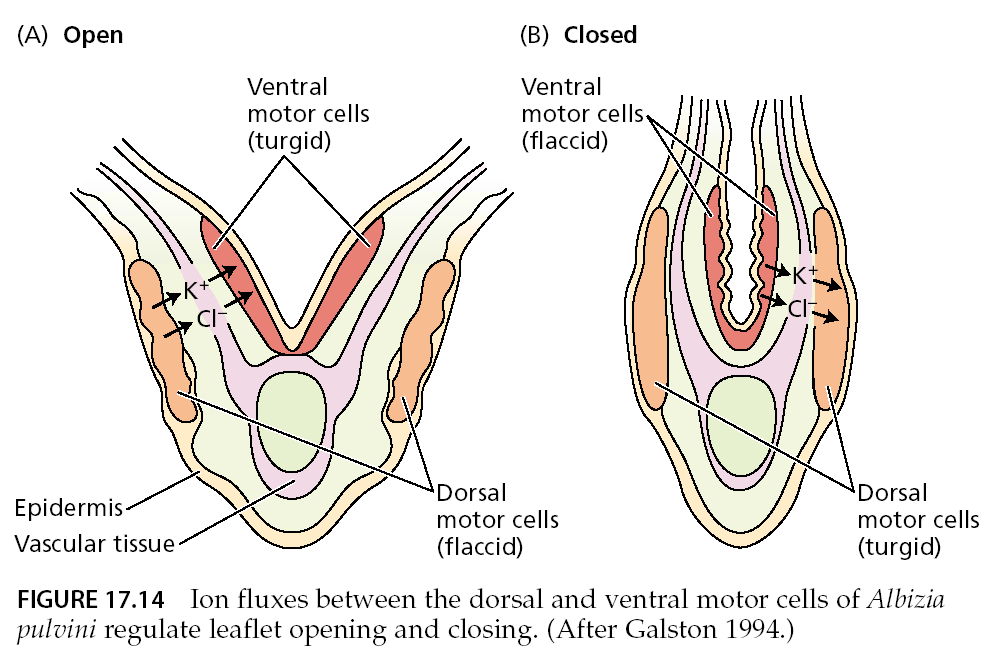 (A) Open
Ventral
motor cells
(turgid)
K+
Cl–
Epidermis
Vascular tissue
Dorsal
motor cells
(flaccid)
(B) Closed
Ventral
motor cells
(flaccid)
K+
Cl–
Dorsal
motor cells
(turgid)
FIGURE 17.14 Ion fluxes between the dorsal and ventral motor cells of Albizia
pulvini regulate leaflet opening and closing. (After Galston 1994.)